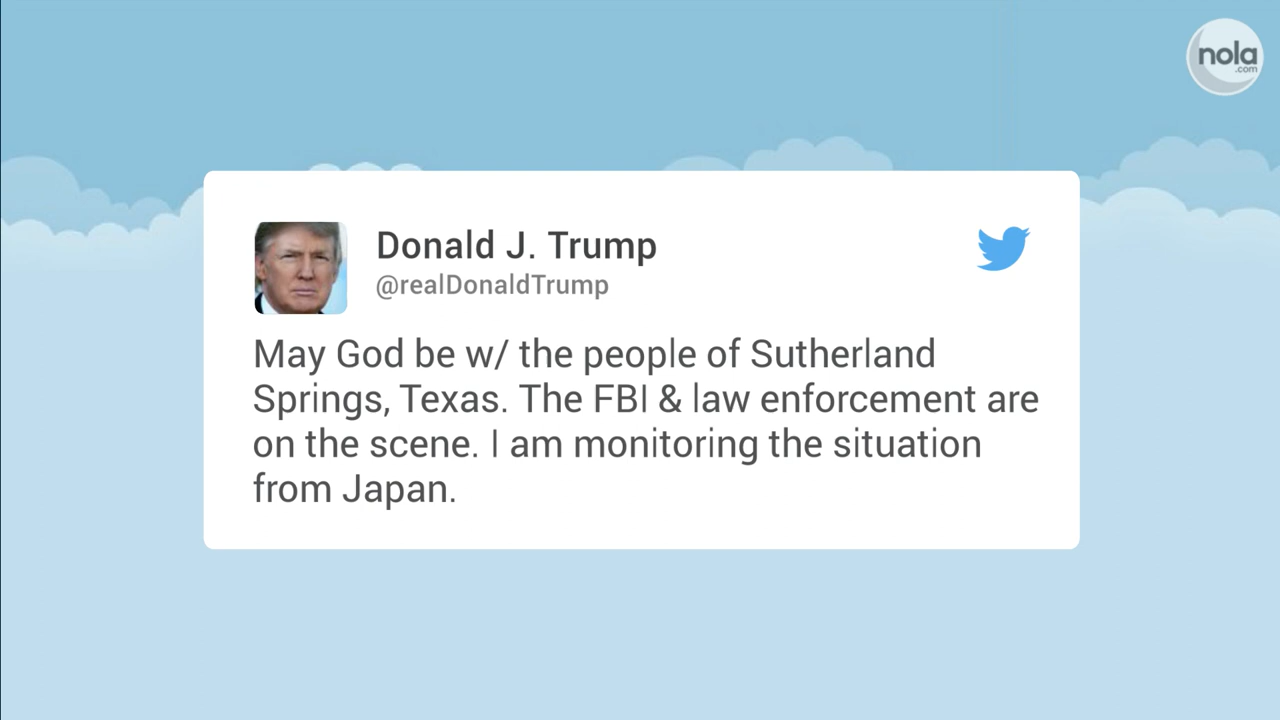 nola
.com
Donald J. Trump
@realDonaldTrump
May God be w/ the people of Sutherland
Springs, Texas. The FBI & law enforcement are
on the scene. I am monitoring the situation
from Japan.